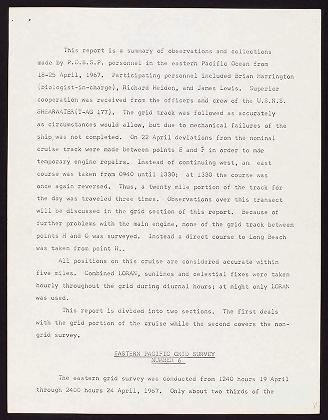 This report is a summary of observations and collections
made by P.O.B.S.P. personnel in the eastern Pacific Ocean from
18-25 April, 1967. Participating personnel included Brian Harrington
(Biologist-in-charge), Richard Heldon, and James Lewis. Superior
cooperation was received from the officers and crew of the U.S.N.S.
SHEARWATER(T-AG 177). The grid track was followed as accurately
as circumstances would allow, but due to mechanical failures of the
ship was not completed. On 22 April deviations from the nominal
cruise track were made between points E and F in order to make
temporary engine repairs. Instead of continuing west, an east
course was taken from 0940 until 1330; at 1330 the course was
once again reversed. Thus, a twenty mile portion of the track for
the day was traveled three times. Observations over this transect
will be discussed in the grid section of this report. Because of
further problems with the main engine, none of the grid track between
points H and G was surveyed. Instead a direct course to Long Beach
was taken from point H..
All positions on this cruise are considered accurate within
five miles. Combined LORAN, sunlines and celestial fixes were taken
hourly throughout the grid during diurnal hours; at night only LORAN
was used.
This report is divided into two sections. The first deals
with the grid portion of the cruise while the second covers the non-
grid survey.
EASTERN PACIFIC GRID SURVEY
NUMBER 6
The eastern grid survey was conducted from 1240 hours 19 April
through 2400 hours 24 April, 1967. Only about two thirds of the